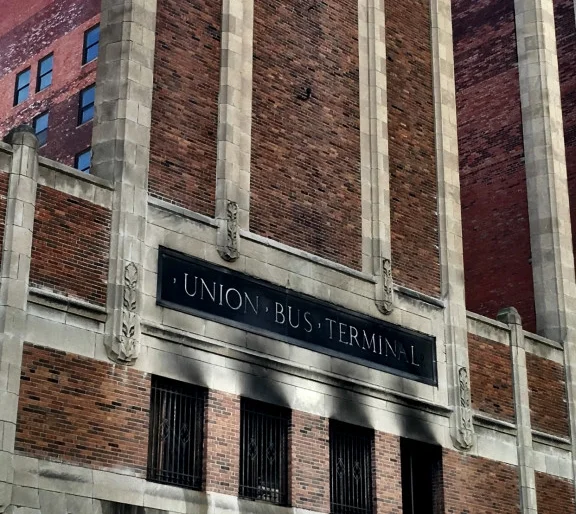 · UNION · BUS · TERMINAL ·